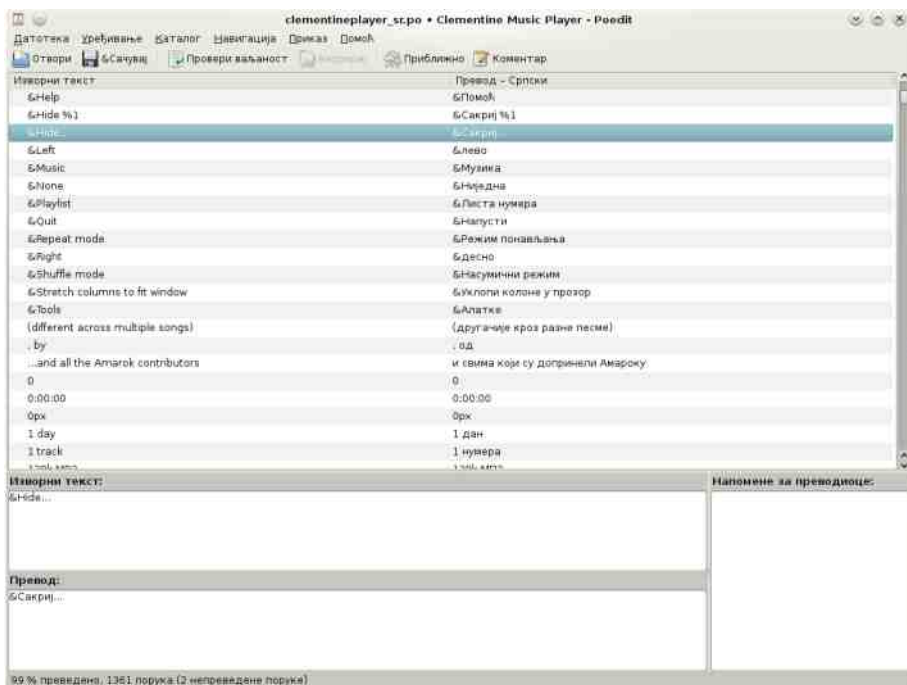 clementineplayer_sr.po • Clementine Music Player - Poedit
Датотека Уређивање Каталог Навигација Приказ Помоћ
Отвори &Сачувај Провери ваљаност Приближно Коментар
Изворни текст Превод – Српски
&Help &Помоћ
&Hide %1 &Сакриј %1
&Hide... &Сакриј...
&Left &лево
&Music &Музика
&None &Ниједна
&Playlist &Листа нумера
&Quit &Напусти
&Repeat mode &Режим понављања
&Right &десно
&Shuffle mode &Насумични режим
&Stretch columns to fit window &Уклопи колоне у прозор
&Tools &Алатке
(different across multiple songs) (другачије кроз разне песме)
, by , од
...and all the Amarok contributors и свима који су допринели Амароку
0 0
0:00:00 0:00:00
0px 0px
1 day 1 дан
1 track 1 нумера
128k MP3 128k MP3
Изворни текст: Напомене за преводиоце:
&Hide...
Превод:
&Сакриј...
99 % преведено, 1361 порука (2 непреведене поруке)